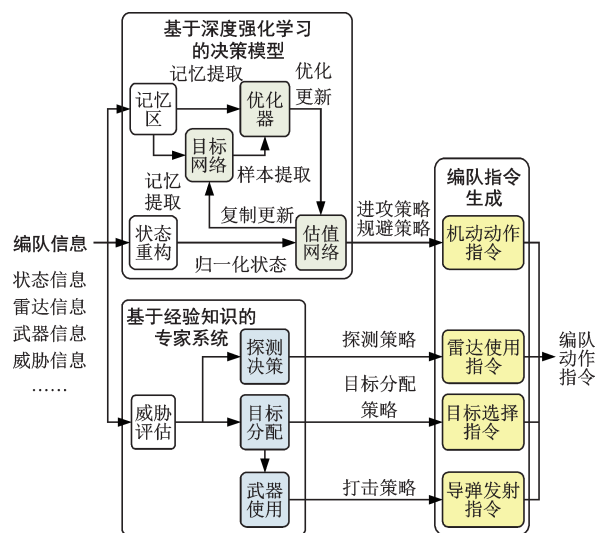 基于深度强化学习
的决策模型
记忆提取
优化
更新
记忆
区
优化
器
目标
网络
样本提取
记忆
提取
复制更新
状态
重构
归一化状态
估值
网络
进攻策略
规避策略
编队指令
生成
机动动作
指令
编队信息
状态信息
雷达信息
武器信息
威胁信息
……
基于经验知识的
专家系统
探测
决策
探测策略
雷达使用
指令
威胁
评估
目标
分配
目标分配
策略
目标选择
指令
武器
使用
打击策略
导弹发射
指令
编队
动作
指令